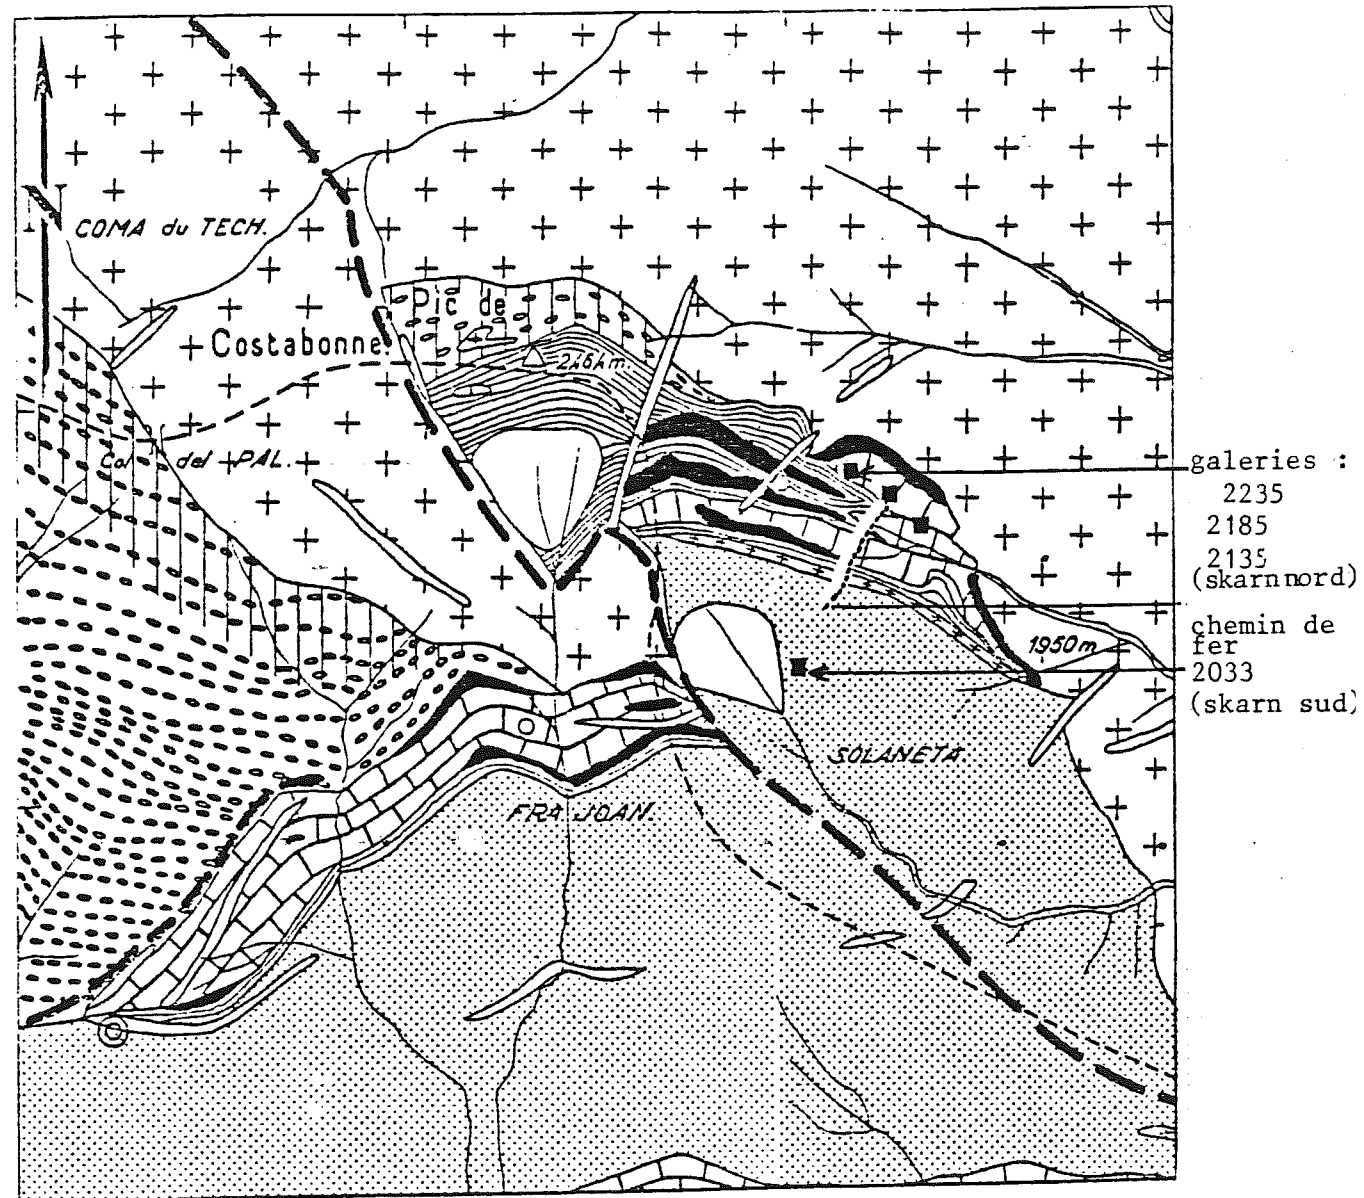 N
COMA du TECH.
Pic de
Costabonne.
2464m.
Col del PAL.
galeries :
2235
2185
2135
(skarn nord)
chemin de
fer
1950m
2033
(skarn sud)
SOLANETA
FRA JOAN.